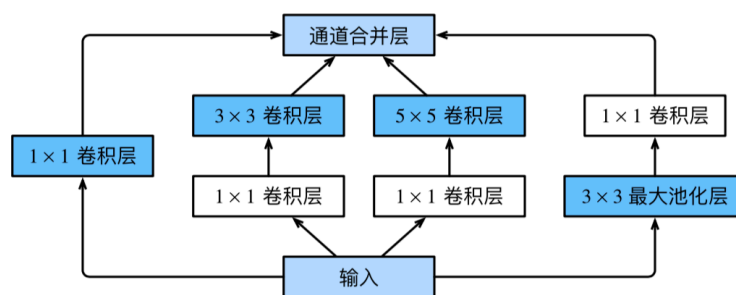 通道合并层
3 × 3 卷积层
5 × 5 卷积层
1 × 1 卷积层
1 × 1 卷积层
1 × 1 卷积层
1 × 1 卷积层
3 × 3 最大池化层
输入